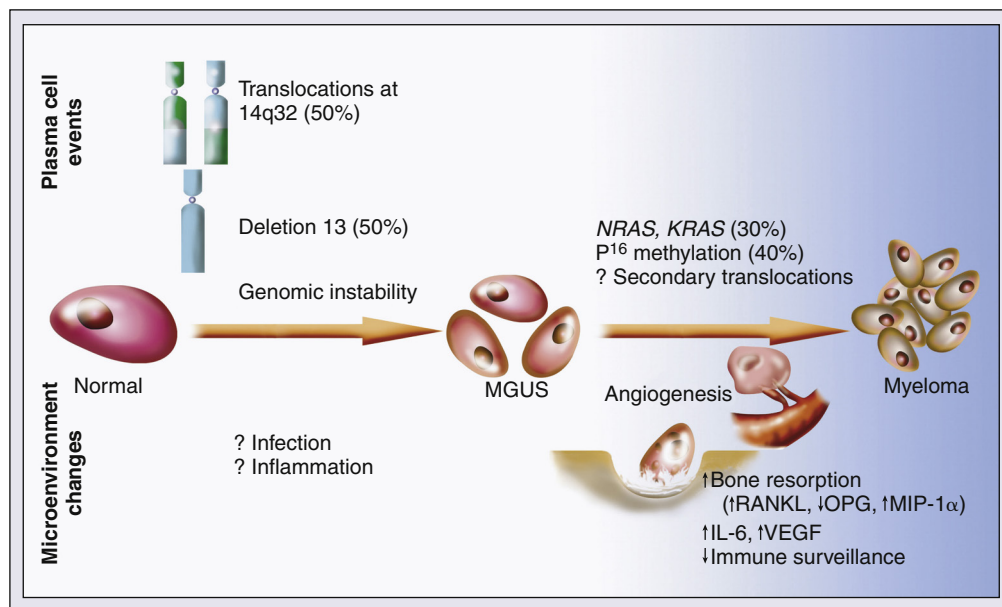 Plasma cell
events
Translocations at
14q32 (50%)
Deletion 13 (50%)
Genomic instability
NRAS, KRAS (30%)
P16 methylation (40%)
? Secondary translocations
Normal
MGUS
Myeloma
Microenvironment
changes
? Infection
? Inflammation
Angiogenesis
↑Bone resorption
(↑RANKL, ↓OPG, ↑MIP-1α)
↑IL-6, ↑VEGF
↓Immune surveillance